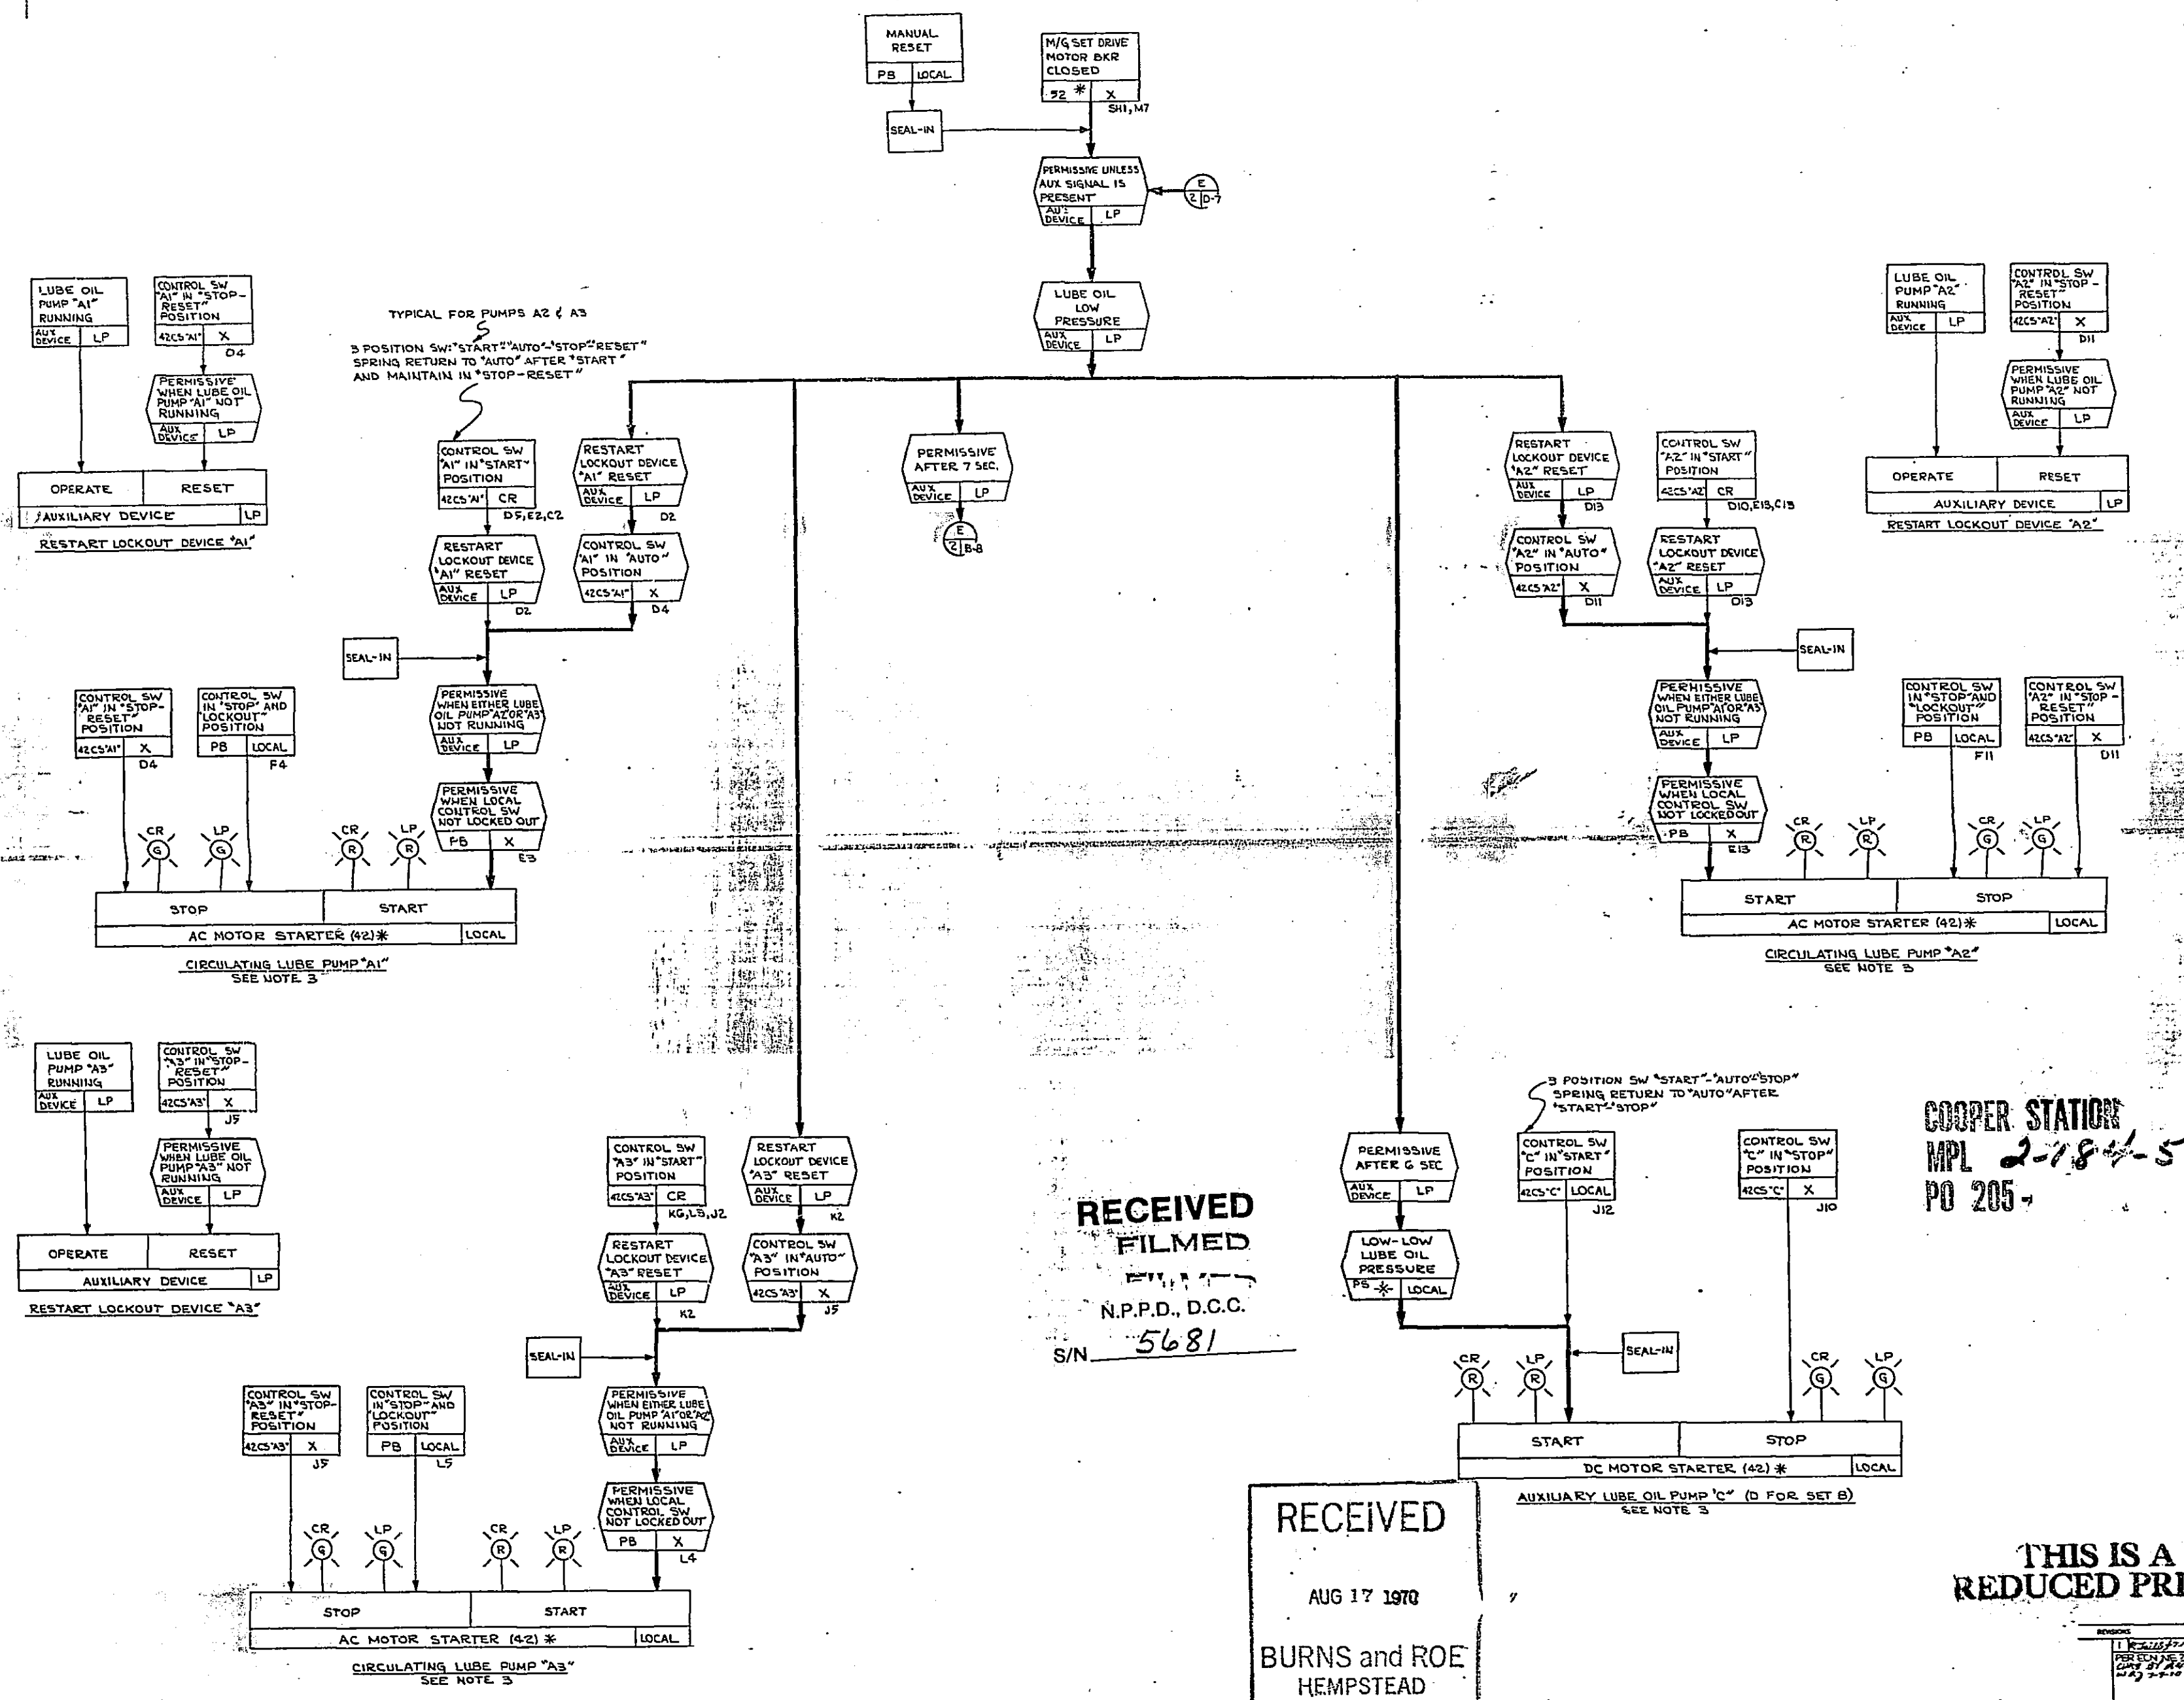 MANUAL
RESET
PB LOCAL
M/G SET DRIVE
MOTOR BKR
CLOSED
52 * X
SH1, M7
SEAL-IN
PERMISSIVE UNLESS
AUX SIGNAL IS
PRESENT
DEVICE LP
E
2 D-7
LUBE OIL
LOW
PRESSURE
AUX
DEVICE LP
LUBE OIL
PUMP "A1"
RUNNING
AUX
DEVICE LP
CONTROL SW
"A1" IN "STOP-
RESET"
POSITION
42CS"A1" X
D4
PERMISSIVE
WHEN LUBE OIL
PUMP "A1" NOT
RUNNING
AUX
DEVICE LP
OPERATE RESET
AUXILIARY DEVICE LP
RESTART LOCKOUT DEVICE "A1"
TYPICAL FOR PUMPS A2 & A3
3 POSITION SW: "START" "AUTO"-"STOP-RESET"
SPRING RETURN TO "AUTO" AFTER "START"
AND MAINTAIN IN "STOP-RESET"
CONTROL SW
"A1" IN "START"
POSITION
42CS"A1" CR
D5, E2, C2
RESTART
LOCKOUT DEVICE
"A1" RESET
AUX
DEVICE LP
D2
RESTART
LOCKOUT DEVICE
"A1" RESET
AUX
DEVICE LP
D2
CONTROL SW
"A1" IN "AUTO"
POSITION
42CS"A1" X
D4
PERMISSIVE
AFTER 7 SEC.
AUX
DEVICE LP
E
2 B-8
RESTART
LOCKOUT DEVICE
"A2" RESET
AUX
DEVICE LP
D13
CONTROL SW
"A2" IN "AUTO"
POSITION
42CS"A2" X
D11
CONTROL SW
"A2" IN "START"
POSITION
42CS"A2" CR
D10, E13, C13
RESTART
LOCKOUT DEVICE
"A2" RESET
AUX
DEVICE LP
D13
LUBE OIL
PUMP "A2"
RUNNING
AUX
DEVICE LP
CONTROL SW
"A2" IN "STOP-
RESET"
POSITION
42CS"A2" X
D11
PERMISSIVE
WHEN LUBE OIL
PUMP "A2" NOT
RUNNING
AUX
DEVICE LP
OPERATE RESET
AUXILIARY DEVICE LP
RESTART LOCKOUT DEVICE "A2"
SEAL-IN
PERMISSIVE
WHEN EITHER LUBE
OIL PUMP "A2" OR "A3"
NOT RUNNING
AUX
DEVICE LP
PERMISSIVE
WHEN LOCAL
CONTROL SW
NOT LOCKED OUT
PB X
E3
CONTROL SW
"A1" IN "STOP-
RESET"
POSITION
42CS"A1" X
D4
CONTROL SW
IN "STOP" AND
"LOCKOUT"
POSITION
PB LOCAL
F4
CR LP CR LP
G G R R
STOP START
AC MOTOR STARTER (42)* LOCAL
CIRCULATING LUBE PUMP "A1"
SEE NOTE 3
SEAL-IN
PERMISSIVE
WHEN EITHER LUBE
OIL PUMP "A1" OR "A3"
NOT RUNNING
AUX
DEVICE LP
PERMISSIVE
WHEN LOCAL
CONTROL SW
NOT LOCKED OUT
PB X
E13
CONTROL SW
IN "STOP" AND
"LOCKOUT"
POSITION
PB LOCAL
F11
CONTROL SW
"A2" IN "STOP-
RESET"
POSITION
42CS"A2" X
D11
CR LP CR LP
R R G G
START STOP
AC MOTOR STARTER (42)* LOCAL
CIRCULATING LUBE PUMP "A2"
SEE NOTE 3
LUBE OIL
PUMP "A3"
RUNNING
AUX
DEVICE LP
CONTROL SW
"A3" IN "STOP-
RESET"
POSITION
42CS"A3" X
J5
PERMISSIVE
WHEN LUBE OIL
PUMP "A3" NOT
RUNNING
AUX
DEVICE LP
OPERATE RESET
AUXILIARY DEVICE LP
RESTART LOCKOUT DEVICE "A3"
CONTROL SW
"A3" IN "START"
POSITION
42CS"A3" CR
K6, L3, J2
RESTART
LOCKOUT DEVICE
"A3" RESET
AUX
DEVICE LP
K2
RESTART
LOCKOUT DEVICE
"A3" RESET
AUX
DEVICE LP
K2
CONTROL SW
"A3" IN "AUTO"
POSITION
42CS"A3" X
J5
SEAL-IN
PERMISSIVE
WHEN EITHER LUBE
OIL PUMP "A1" OR "A2"
NOT RUNNING
AUX
DEVICE LP
PERMISSIVE
WHEN LOCAL
CONTROL SW
NOT LOCKED OUT
PB X
L4
CONTROL SW
"A3" IN "STOP-
RESET"
POSITION
42CS"A3" X
J5
CONTROL SW
IN "STOP" AND
"LOCKOUT"
POSITION
PB LOCAL
L5
CR LP CR LP
G G R R
STOP START
AC MOTOR STARTER (42) * LOCAL
CIRCULATING LUBE PUMP "A3"
SEE NOTE 3
RECEIVED
FILMED
N.P.P.D., D.C.C.
S/N 5681
PERMISSIVE
AFTER 6 SEC
AUX
DEVICE LP
LOW-LOW
LUBE OIL
PRESSURE
PS * LOCAL
3 POSITION SW "START"-"AUTO"-"STOP"
SPRING RETURN TO "AUTO" AFTER
"START"-"STOP"
CONTROL SW
"C" IN "START"
POSITION
42CS"C" LOCAL
J12
CONTROL SW
"C" IN "STOP"
POSITION
42CS"C" X
J10
SEAL-IN
CR LP CR LP
R R G G
START STOP
DC MOTOR STARTER (42) * LOCAL
AUXILIARY LUBE OIL PUMP "C" (D FOR SET B)
SEE NOTE 3
COOPER STATION
MPL 2-184-5
PO 205-
RECEIVED
AUG 17 1970
BURNS and ROE
HEMPSTEAD
THIS IS A
REDUCED PRI
REVISIONS